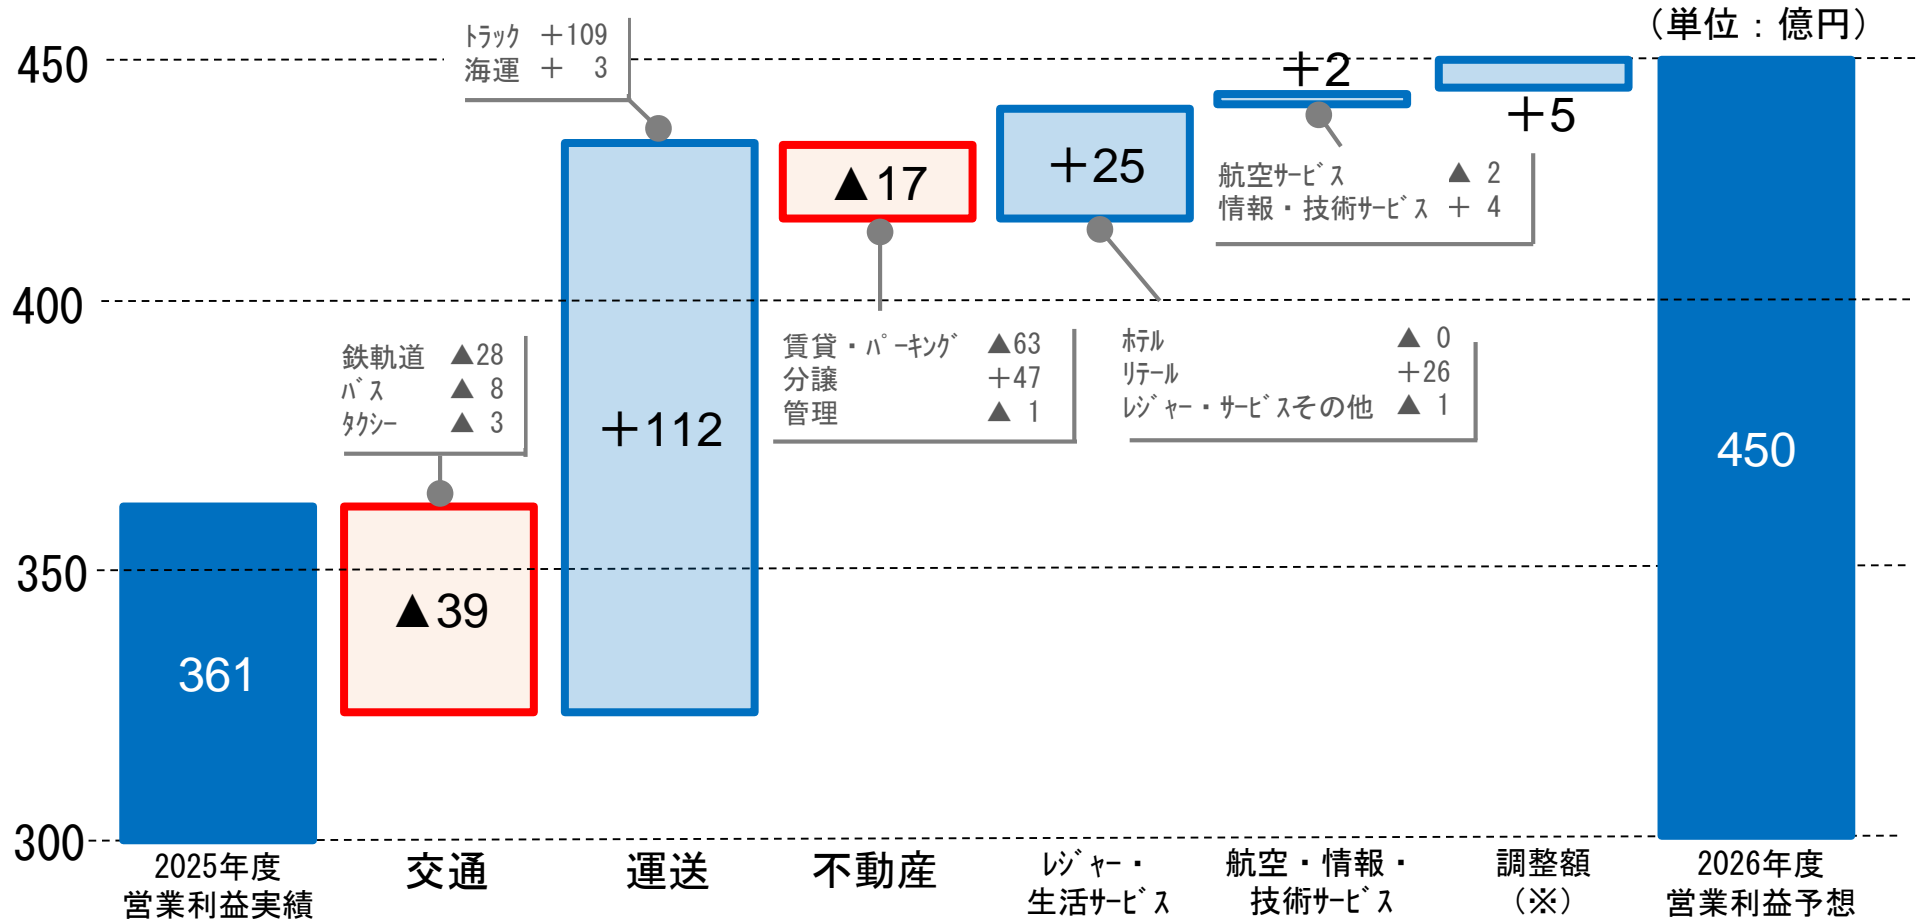 （単位：億円）
450
400
350
300
ﾄﾗｯｸ ＋109
海運 ＋ 3
鉄軌道 ▲28
ﾊﾞｽ ▲ 8
ﾀｸｼｰ ▲ 3
賃貸・ﾊﾟｰｷﾝｸﾞ ▲63
分譲 ＋47
管理 ▲ 1
ﾎﾃﾙ ▲ 0
ﾘﾃｰﾙ ＋26
ﾚｼﾞｬｰ・ｻｰﾋﾞｽその他 ▲ 1
航空ｻｰﾋﾞｽ ▲ 2
情報・技術ｻｰﾋﾞｽ ＋ 4
361
▲39
＋112
▲17
＋25
＋2
＋5
450
2025年度
営業利益実績
交通
運送
不動産
ﾚｼﾞｬｰ・
生活ｻｰﾋﾞｽ
航空・情報・
技術ｻｰﾋﾞｽ
調整額
（※）
2026年度
営業利益予想